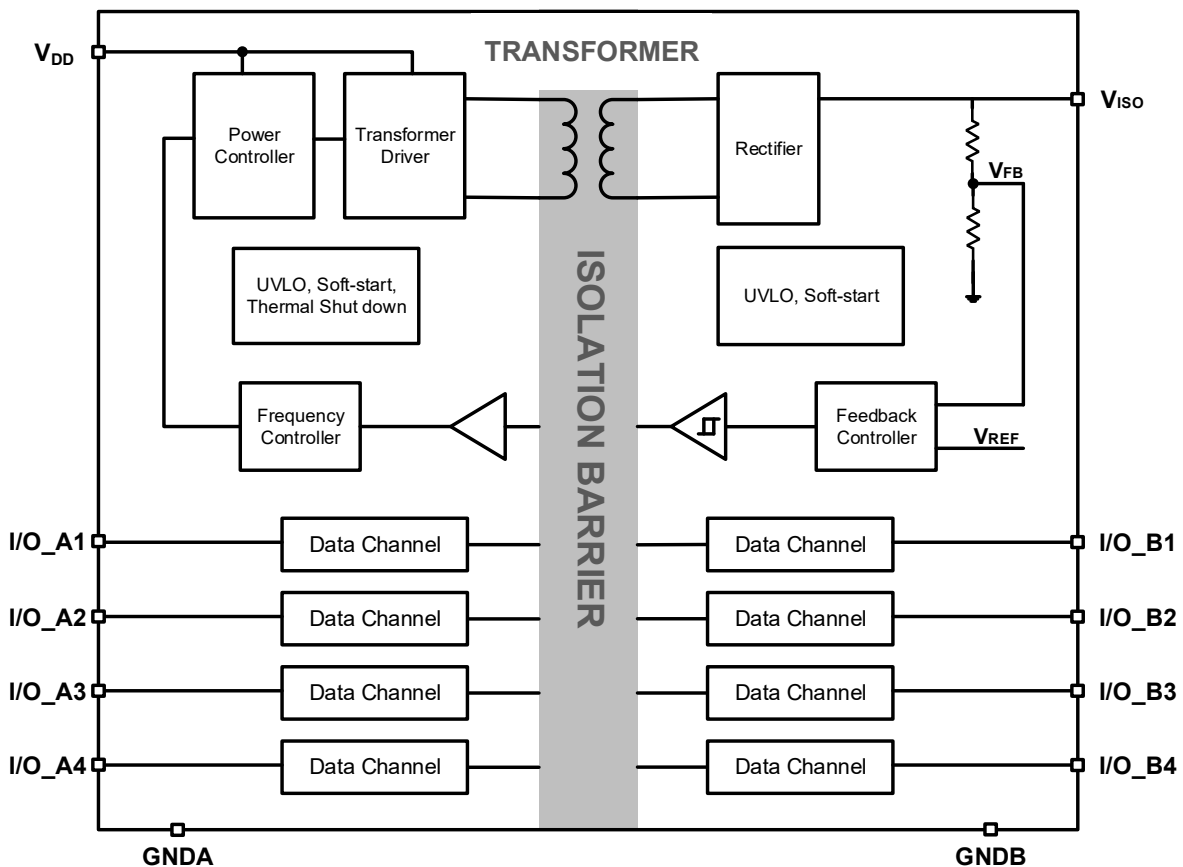 TRANSFORMER
VDD
VISO
Power
Controller
Transformer
Driver
Rectifier
VFB
UVLO, Soft-start,
Thermal Shut down
ISOLATION BARRIER
UVLO, Soft-start
Frequency
Controller
Feedback
Controller
VREF
I/O_A1
Data Channel
Data Channel
I/O_B1
I/O_A2
Data Channel
Data Channel
I/O_B2
I/O_A3
Data Channel
Data Channel
I/O_B3
I/O_A4
Data Channel
Data Channel
I/O_B4
GNDA
GNDB